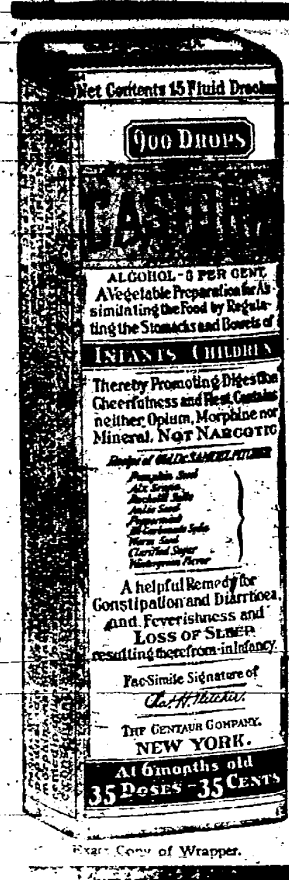 Net Contents 15 Fluid Drachms
900 DROPS
CASTORIA
ALCOHOL-3 PER CENT.
A Vegetable Preparation for As-
similating the Food by Regula-
ting the Stomachs and Bowels of
INFANTS CHILDREN
Thereby Promoting Digestion
Cheerfulness and Rest. Contains
neither Opium, Morphine nor
Mineral. NOT NARCOTIC
Recipe of Old Dr. SAMUEL PITCHER
Pumpkin Seed
Alx. Senna
Rochelle Salts
Anise Seed
Peppermint
Bi Carbonate Soda
Worm Seed
Clarified Sugar
Wintergreen Flavor
A helpful Remedy for
Constipation and Diarrhoea
and Feverishness and
LOSS OF SLEEP
resulting therefrom in Infancy.
Fac-Simile Signature of
Chas. H. Fletcher.
THE CENTAUR COMPANY,
NEW YORK.
At 6 months old
35 DOSES - 35 CENTS
Exact Copy of Wrapper.